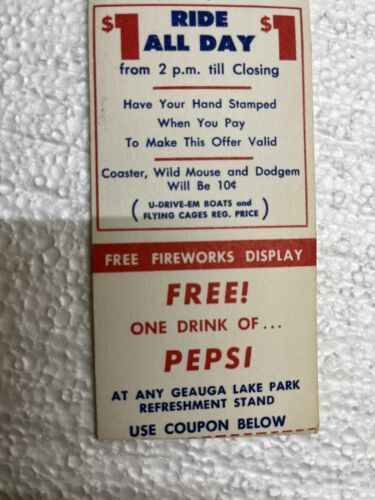 $1 RIDE $1
ALL DAY
from 2 p.m. till Closing
Have Your Hand Stamped
When You Pay
To Make This Offer Valid
Coaster, Wild Mouse and Dodgem
Will Be 10¢
( U-DRIVE-EM BOATS and
FLYING CAGES REG. PRICE )
FREE FIREWORKS DISPLAY
FREE!
ONE DRINK OF...
PEPSI
AT ANY GEAUGA LAKE PARK
REFRESHMENT STAND
USE COUPON BELOW